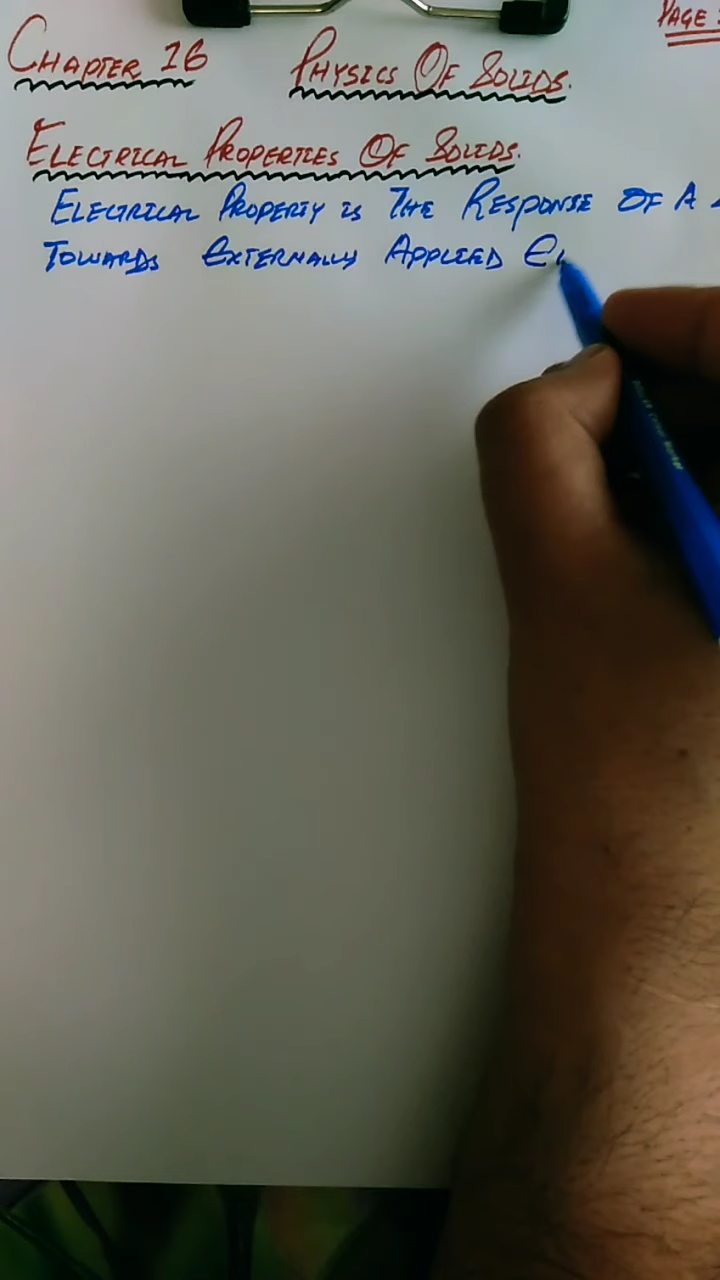 CHAPTER 16 PHYSICS OF SOLIDS. PAGE
ELECTRICAL PROPERTIES OF SOLIDS.
ELECTRICAL PROPERTY IS THE RESPONSE OF A
TOWARDS EXTERNALLY APPLIED